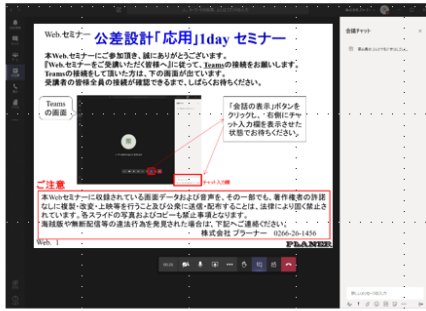 Web.セミナー 公差設計「応用」1day セミナー
本Web.セミナーにご参加頂き、誠にありがとうございます。
『Web.セミナーをご受講いただく皆様へ』に従って、Teamsの接続をお願いします。
Teamsの接続をして頂いた方は、下の画面が出ています。
受講者の皆様全員の接続が確認できるまで、しばらくお待ちください。
Teams
の画面
「会話の表示」ボタンを
クリックし、右側にチャ
ット入力欄を表示させた
状態でお待ちください。
チャット入力欄
ご注意
本Webセミナーに収録されている画面データおよび音声を、その一部でも、著作権者の許諾
なしに複製・改変・上映等を行うこと及び公衆に送信・配布することは、法律により固く禁止さ
れています。各スライドの写真およびコピーも禁止事項となります。
海賊版や無断配信等の違法行為を発見された場合は、下記へご連絡ください。
株式会社 プラーナー 0266-26-1456
Web. 1
PLANER
会議チャット